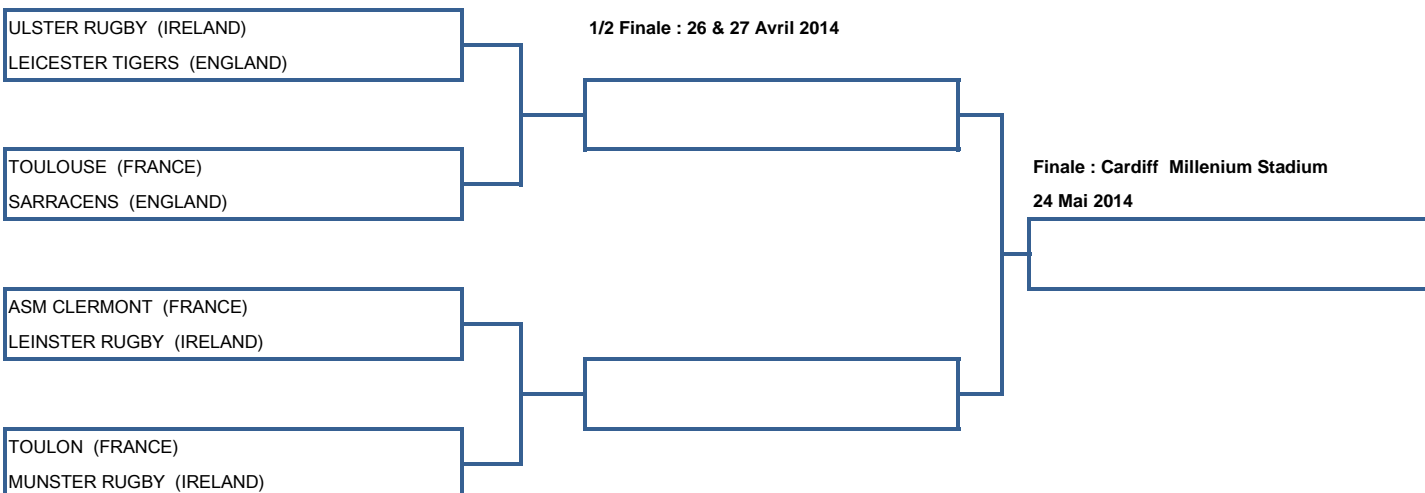 ULSTER RUGBY (IRELAND)
LEICESTER TIGERS (ENGLAND)
1/2 Finale : 26 & 27 Avril 2014
TOULOUSE (FRANCE)
SARRACENS (ENGLAND)
Finale : Cardiff Millenium Stadium
24 Mai 2014
ASM CLERMONT (FRANCE)
LEINSTER RUGBY (IRELAND)
TOULON (FRANCE)
MUNSTER RUGBY (IRELAND)